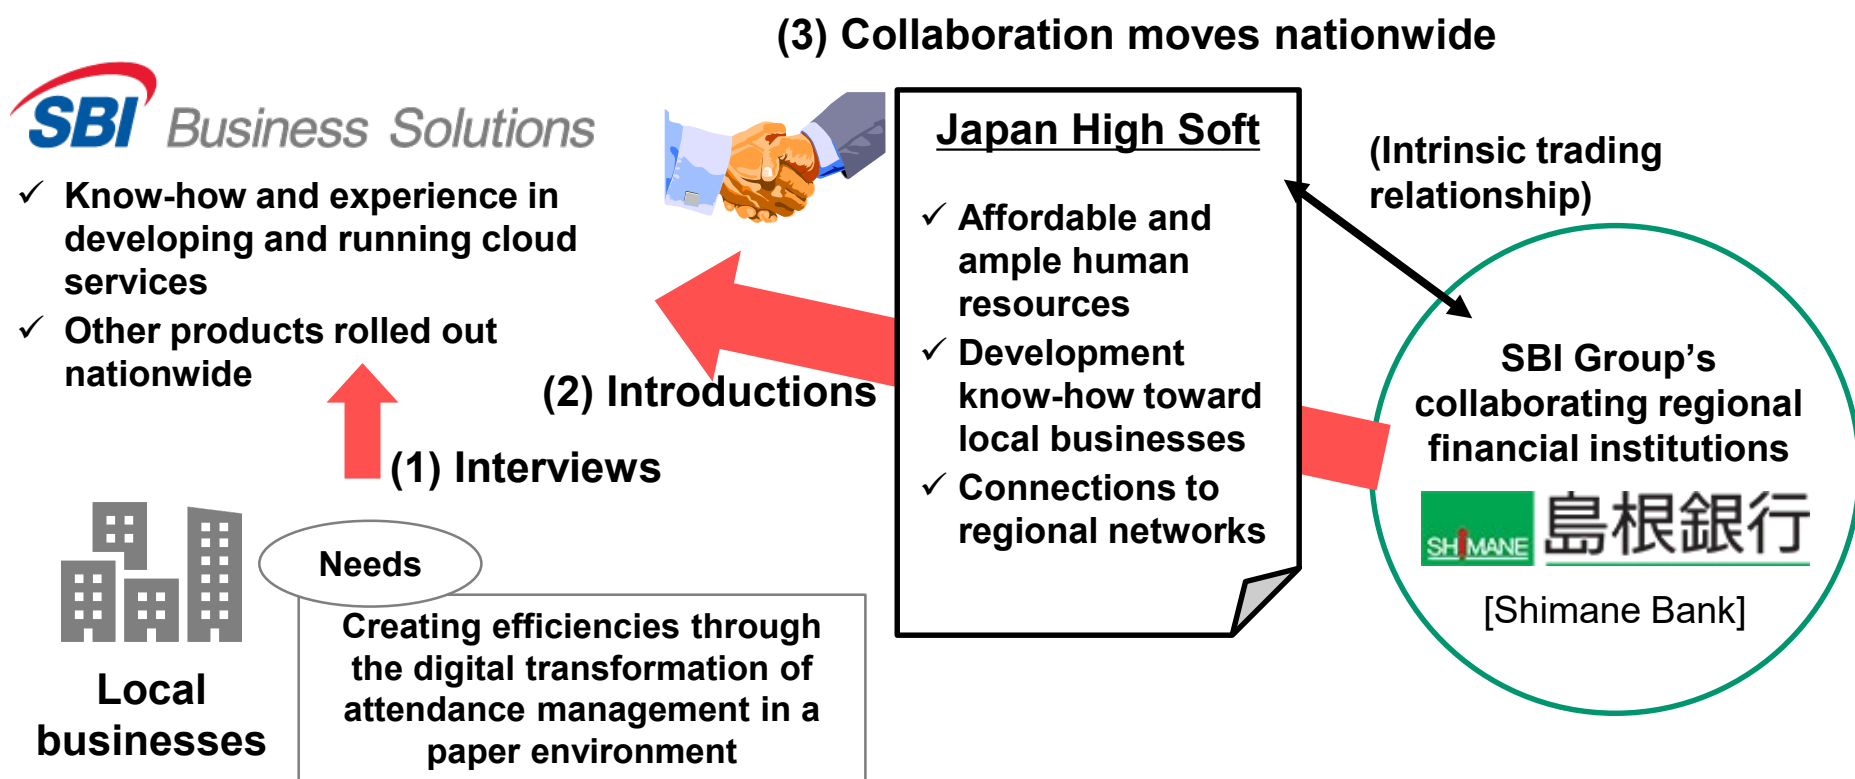 (3) Collaboration moves nationwide
SBI Business Solutions
✓ Know-how and experience in
developing and running cloud
services
✓ Other products rolled out
nationwide
(2) Introductions
(1) Interviews
Local
businesses
Needs
Creating efficiencies through
the digital transformation of
attendance management in a
paper environment
Japan High Soft
✓ Affordable and
ample human
resources
✓ Development
know-how toward
local businesses
✓ Connections to
regional networks
(Intrinsic trading
relationship)
SBI Group’s
collaborating regional
financial institutions
SHIMANE 島根銀行
[Shimane Bank]